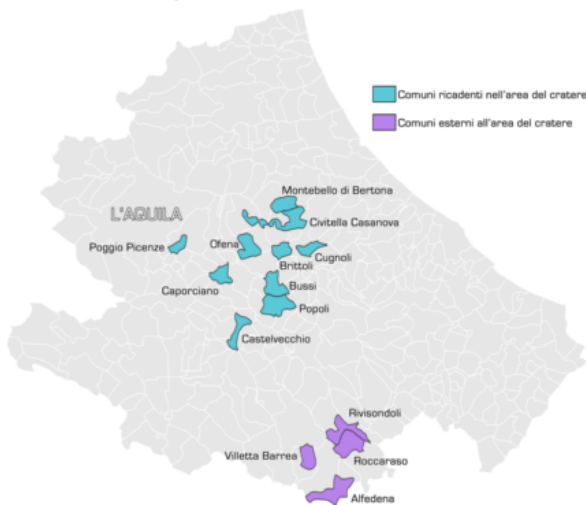 Comuni ricadenti nell'area del cratere
Comuni esterni all'area del cratere
Montebello di Bertona
L'AQUILA
Civitella Casanova
Poggio Picenze
Ofena
Cugnoli
Brittoli
Caporciano
Bussi
Popoli
Castelvecchio
Rivisondoli
Villetta Barrea
Roccaraso
Alfedena